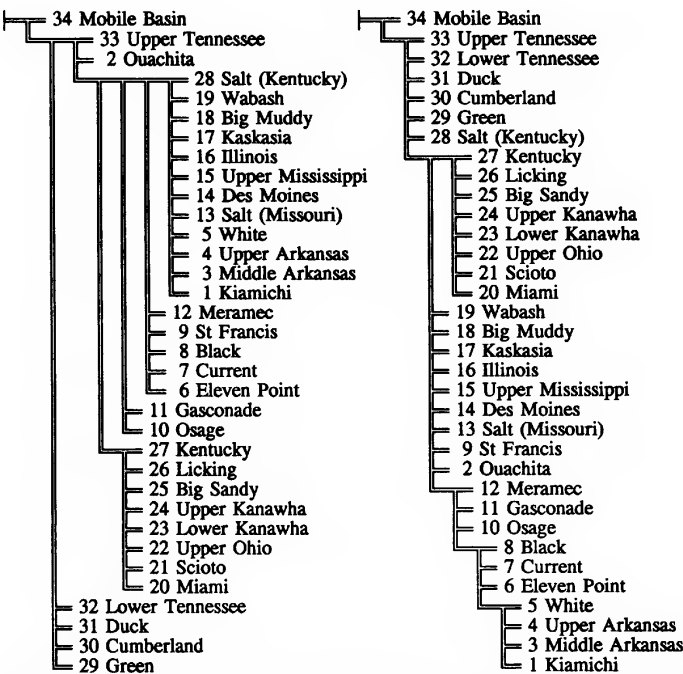 34 Mobile Basin
33 Upper Tennessee
2 Ouachita
28 Salt (Kentucky)
19 Wabash
18 Big Muddy
17 Kaskasia
16 Illinois
15 Upper Mississippi
14 Des Moines
13 Salt (Missouri)
5 White
4 Upper Arkansas
3 Middle Arkansas
1 Kiamichi
12 Meramec
9 St Francis
8 Black
7 Current
6 Eleven Point
11 Gasconade
10 Osage
27 Kentucky
26 Licking
25 Big Sandy
24 Upper Kanawha
23 Lower Kanawha
22 Upper Ohio
21 Scioto
20 Miami
32 Lower Tennessee
31 Duck
30 Cumberland
29 Green
34 Mobile Basin
33 Upper Tennessee
32 Lower Tennessee
31 Duck
30 Cumberland
29 Green
28 Salt (Kentucky)
27 Kentucky
26 Licking
25 Big Sandy
24 Upper Kanawha
23 Lower Kanawha
22 Upper Ohio
21 Scioto
20 Miami
19 Wabash
18 Big Muddy
17 Kaskasia
16 Illinois
15 Upper Mississippi
14 Des Moines
13 Salt (Missouri)
9 St Francis
2 Ouachita
12 Meramec
11 Gasconade
10 Osage
8 Black
7 Current
6 Eleven Point
5 White
4 Upper Arkansas
3 Middle Arkansas
1 Kiamichi